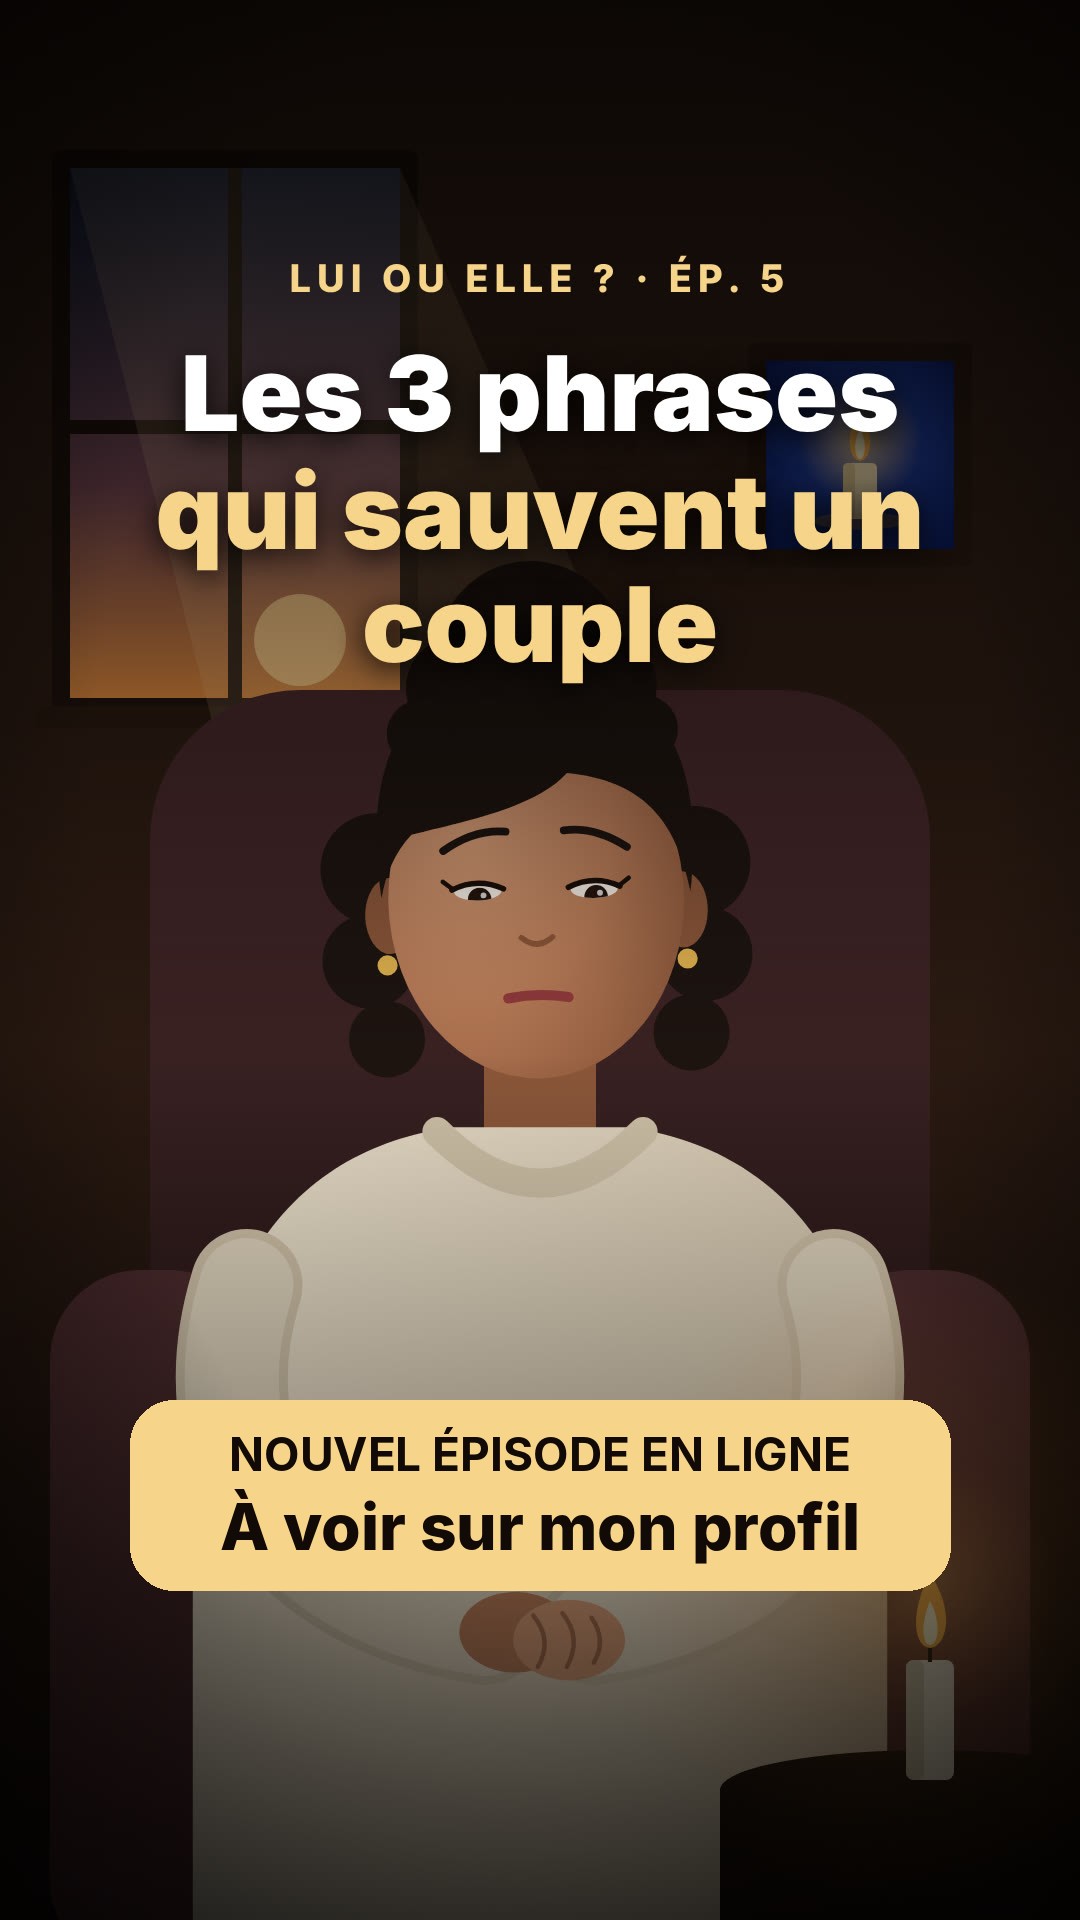 LUI OU ELLE ? · ÉP. 5
Les 3 phrases
qui sauvent un
couple
NOUVEL ÉPISODE EN LIGNE
À voir sur mon profil